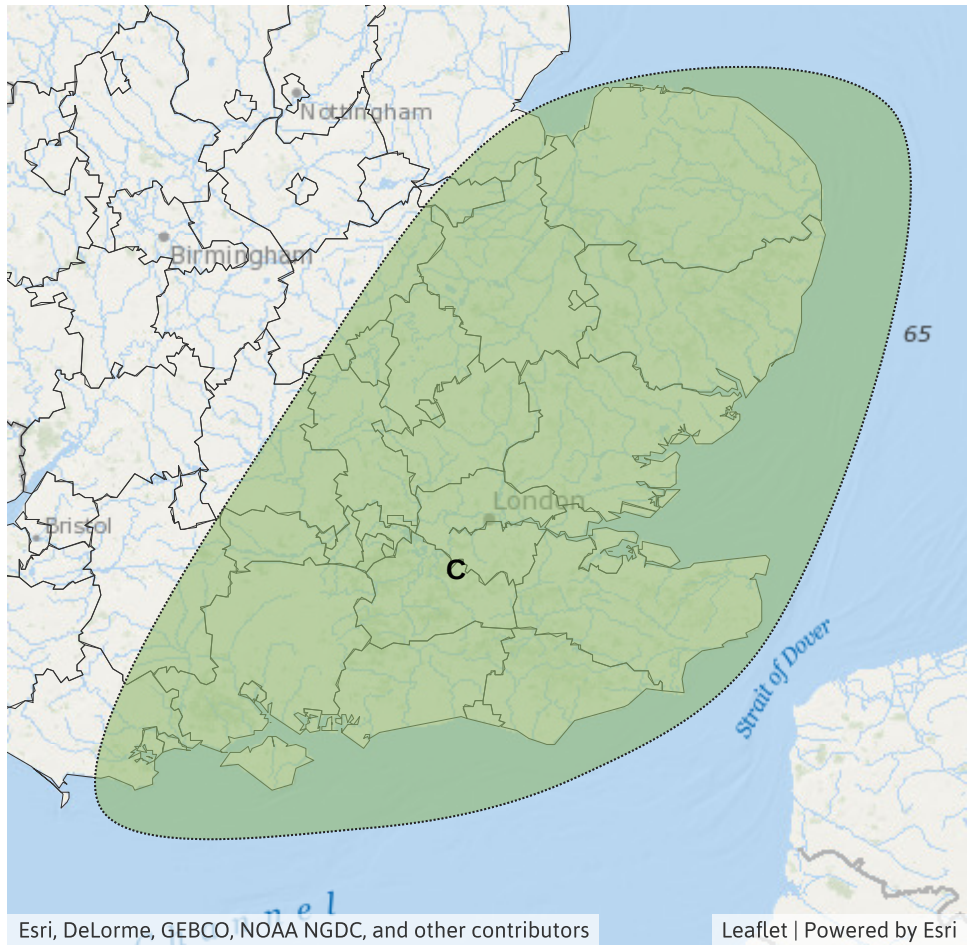 Nottingham
Birmingham
65
London
Bristol
C
Strait of Dover
nnel
Esri, DeLorme, GEBCO, NOAA NGDC, and other contributors
Leaflet | Powered by Esri